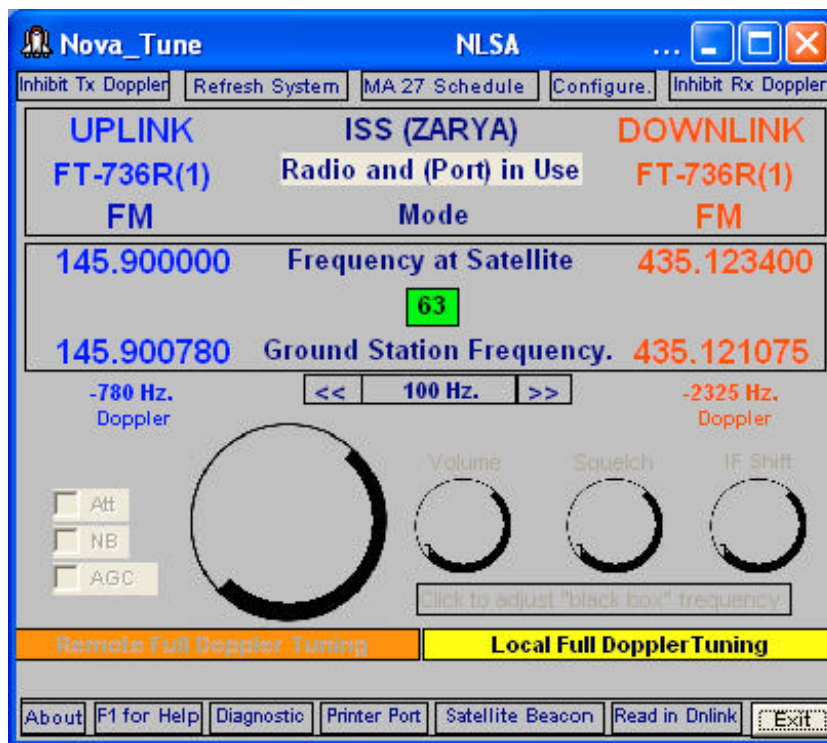 Nova_Tune NLSA ...
Inhibit Tx Doppler Refresh System MA 27 Schedule Configure. Inhibit Rx Doppler
UPLINK ISS (ZARYA) DOWNLINK
FT-736R(1) Radio and (Port) in Use FT-736R(1)
FM Mode FM
145.900000 Frequency at Satellite 435.123400
63
145.900780 Ground Station Frequency. 435.121075
-780 Hz. << 100 Hz. >> -2325 Hz.
Doppler Doppler
Volume Squelch IF Shift
Att
NB
AGC
Click to adjust "black box" frequency
Remote Full Doppler Tuning Local Full DopplerTuning
About F1 for Help Diagnostic Printer Port Satellite Beacon Read in Dnlink Exit